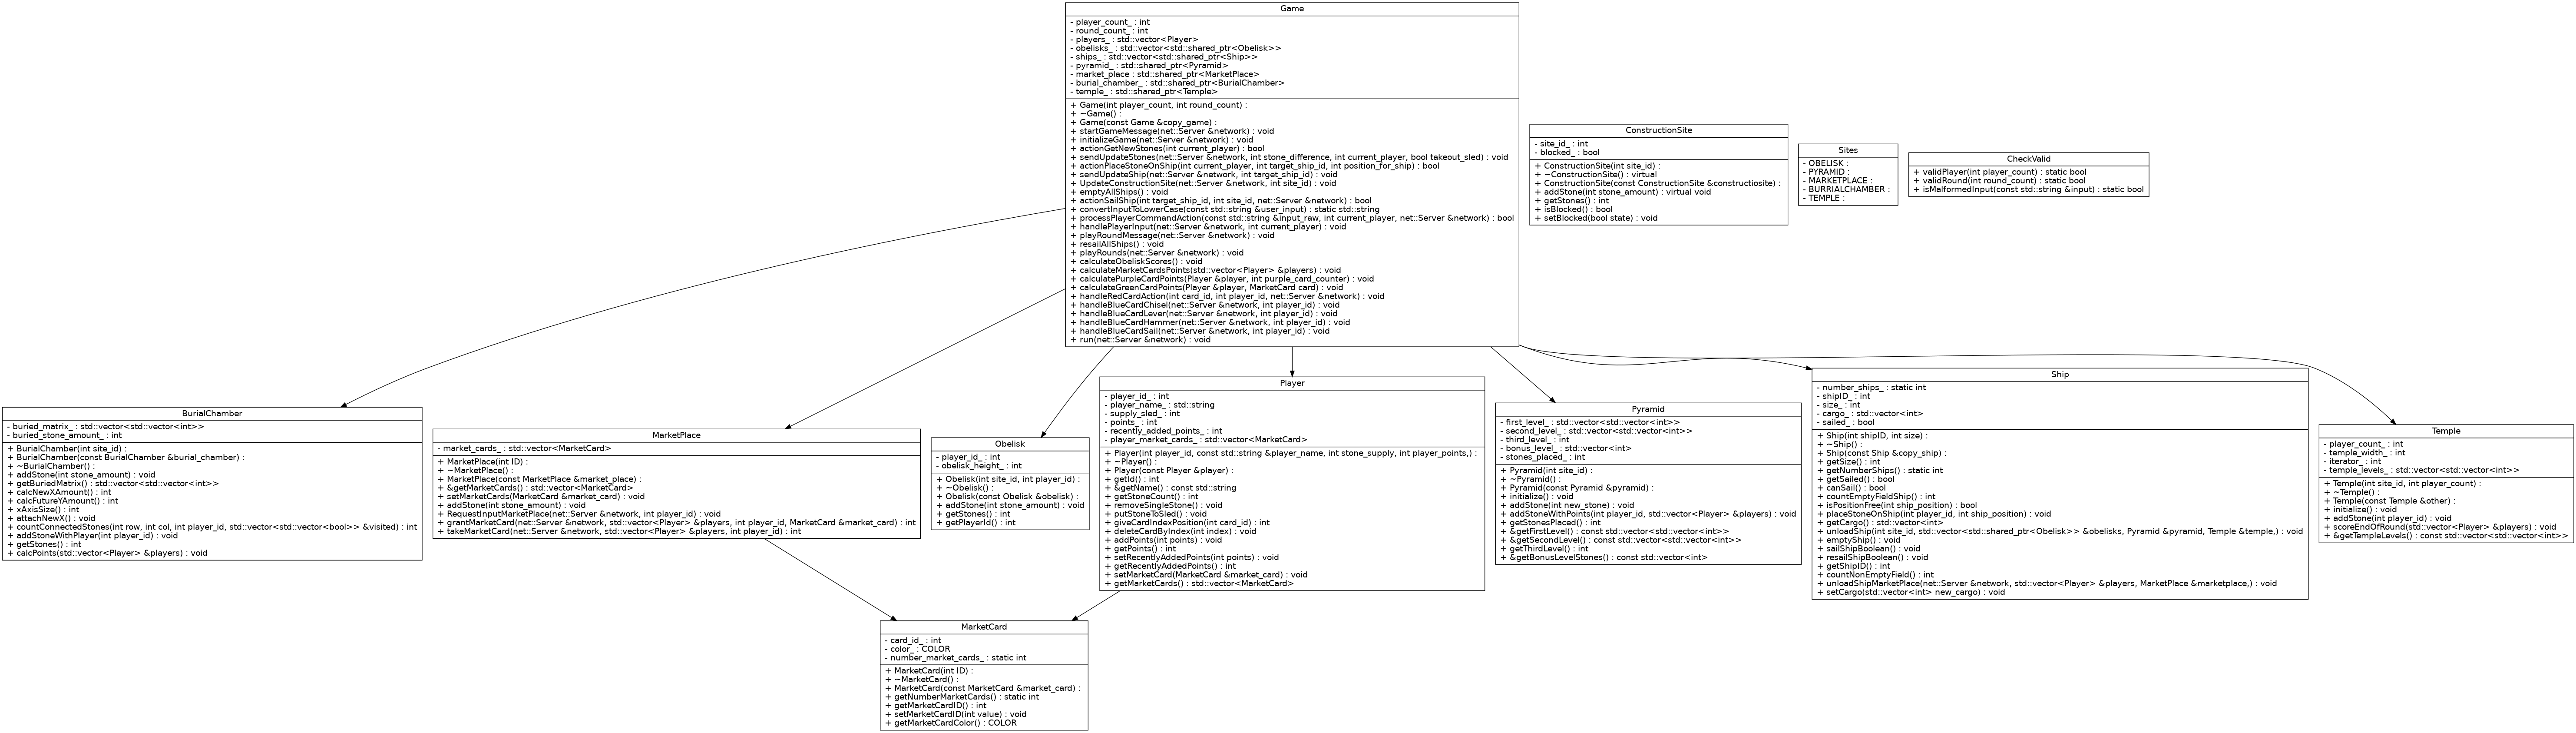 Game
- player_count_ : int
- round_count_ : int
- players_ : std::vector<Player>
- obelisks_ : std::vector<std::shared_ptr<Obelisk>>
- ships_ : std::vector<std::shared_ptr<Ship>>
- pyramid_ : std::shared_ptr<Pyramid>
- market_place : std::shared_ptr<MarketPlace>
- burial_chamber_ : std::shared_ptr<BurialChamber>
- temple_ : std::shared_ptr<Temple>
+ Game(int player_count, int round_count) :
+ ~Game() :
+ Game(const Game &copy_game) :
+ startGameMessage(net::Server &network) : void
+ initializeGame(net::Server &network) : void
+ actionGetNewStones(int current_player) : bool
+ sendUpdateStones(net::Server &network, int stone_difference, int current_player, bool takeout_sled) : void
+ actionPlaceStoneOnShip(int current_player, int target_ship_id, int position_for_ship) : bool
+ sendUpdateShip(net::Server &network, int target_ship_id) : void
+ UpdateConstructionSite(net::Server &network, int site_id) : void
+ emptyAllShips() : void
+ actionSailShip(int target_ship_id, int site_id, net::Server &network) : bool
+ convertInputToLowerCase(const std::string &user_input) : static std::string
+ processPlayerCommandAction(const std::string &input_raw, int current_player, net::Server &network) : bool
+ handlePlayerInput(net::Server &network, int current_player) : void
+ playRoundMessage(net::Server &network) : void
+ resailAllShips() : void
+ playRounds(net::Server &network) : void
+ calculateObeliskScores() : void
+ calculateMarketCardsPoints(std::vector<Player> &players) : void
+ calculatePurpleCardPoints(Player &player, int purple_card_counter) : void
+ calculateGreenCardPoints(Player &player, MarketCard card) : void
+ handleRedCardAction(int card_id, int player_id, net::Server &network) : void
+ handleBlueCardChisel(net::Server &network, int player_id) : void
+ handleBlueCardLever(net::Server &network, int player_id) : void
+ handleBlueCardHammer(net::Server &network, int player_id) : void
+ handleBlueCardSail(net::Server &network, int player_id) : void
+ run(net::Server &network) : void
ConstructionSite
- site_id_ : int
- blocked_ : bool
+ ConstructionSite(int site_id) :
+ ~ConstructionSite() : virtual
+ ConstructionSite(const ConstructionSite &constructiosite) :
+ addStone(int stone_amount) : virtual void
+ getStones() : int
+ isBlocked() : bool
+ setBlocked(bool state) : void
Sites
- OBELISK :
- PYRAMID :
- MARKETPLACE :
- BURRIALCHAMBER :
- TEMPLE :
CheckValid
+ validPlayer(int player_count) : static bool
+ validRound(int round_count) : static bool
+ isMalformedInput(const std::string &input) : static bool
BurialChamber
- buried_matrix_ : std::vector<std::vector<int>>
- buried_stone_amount_ : int
+ BurialChamber(int site_id) :
+ BurialChamber(const BurialChamber &burial_chamber) :
+ ~BurialChamber() :
+ addStone(int stone_amount) : void
+ getBuriedMatrix() : std::vector<std::vector<int>>
+ calcNewXAmount() : int
+ calcFutureYAmount() : int
+ xAxisSize() : int
+ attachNewX() : void
+ countConnectedStones(int row, int col, int player_id, std::vector<std::vector<bool>> &visited) : int
+ addStoneWithPlayer(int player_id) : void
+ getStones() : int
+ calcPoints(std::vector<Player> &players) : void
MarketPlace
- market_cards_ : std::vector<MarketCard>
+ MarketPlace(int ID) :
+ ~MarketPlace() :
+ MarketPlace(const MarketPlace &market_place) :
+ &getMarketCards() : std::vector<MarketCard>
+ setMarketCards(MarketCard &market_card) : void
+ addStone(int stone_amount) : void
+ RequestInputMarketPlace(net::Server &network, int player_id) : void
+ grantMarketCard(net::Server &network, std::vector<Player> &players, int player_id, MarketCard &market_card) : int
+ takeMarketCard(net::Server &network, std::vector<Player> &players, int player_id) : int
Obelisk
- player_id_ : int
- obelisk_height_ : int
+ Obelisk(int site_id, int player_id) :
+ ~Obelisk() :
+ Obelisk(const Obelisk &obelisk) :
+ addStone(int stone_amount) : void
+ getStones() : int
+ getPlayerId() : int
Player
- player_id_ : int
- player_name_ : std::string
- supply_sled_ : int
- points_ : int
- recently_added_points_ : int
- player_market_cards_ : std::vector<MarketCard>
+ Player(int player_id, const std::string &player_name, int stone_supply, int player_points,) :
+ ~Player() :
+ Player(const Player &player) :
+ getId() : int
+ &getName() : const std::string
+ getStoneCount() : int
+ removeSingleStone() : void
+ putStoneToSled() : void
+ giveCardIndexPosition(int card_id) : int
+ deleteCardByIndex(int index) : void
+ addPoints(int points) : void
+ getPoints() : int
+ setRecentlyAddedPoints(int points) : void
+ getRecentlyAddedPoints() : int
+ setMarketCard(MarketCard &market_card) : void
+ getMarketCards() : std::vector<MarketCard>
Pyramid
- first_level_ : std::vector<std::vector<int>>
- second_level_ : std::vector<std::vector<int>>
- third_level_ : int
- bonus_level_ : std::vector<int>
- stones_placed_ : int
+ Pyramid(int site_id) :
+ ~Pyramid() :
+ Pyramid(const Pyramid &pyramid) :
+ initialize() : void
+ addStone(int new_stone) : void
+ addStoneWithPoints(int player_id, std::vector<Player> &players) : void
+ getStonesPlaced() : int
+ &getFirstLevel() : const std::vector<std::vector<int>>
+ &getSecondLevel() : const std::vector<std::vector<int>>
+ getThirdLevel() : int
+ &getBonusLevelStones() : const std::vector<int>
Ship
- number_ships_ : static int
- shipID_ : int
- size_ : int
- cargo_ : std::vector<int>
- sailed_ : bool
+ Ship(int shipID, int size) :
+ ~Ship() :
+ Ship(const Ship &copy_ship) :
+ getSize() : int
+ getNumberShips() : static int
+ getSailed() : bool
+ canSail() : bool
+ countEmptyFieldShip() : int
+ isPositionFree(int ship_position) : bool
+ placeStoneOnShip(int player_id, int ship_position) : void
+ getCargo() : std::vector<int>
+ unloadShip(int site_id, std::vector<std::shared_ptr<Obelisk>> &obelisks, Pyramid &pyramid, Temple &temple,) : void
+ emptyShip() : void
+ sailShipBoolean() : void
+ resailShipBoolean() : void
+ getShipID() : int
+ countNonEmptyField() : int
+ unloadShipMarketPlace(net::Server &network, std::vector<Player> &players, MarketPlace &marketplace,) : void
+ setCargo(std::vector<int> new_cargo) : void
Temple
- player_count_ : int
- temple_width_ : int
- iterator_ : int
- temple_levels_ : std::vector<std::vector<int>>
+ Temple(int site_id, int player_count) :
+ ~Temple() :
+ Temple(const Temple &other) :
+ initialize() : void
+ addStone(int player_id) : void
+ scoreEndOfRound(std::vector<Player> &players) : void
+ &getTempleLevels() : const std::vector<std::vector<int>>
MarketCard
- card_id_ : int
- color_ : COLOR
- number_market_cards_ : static int
+ MarketCard(int ID) :
+ ~MarketCard() :
+ MarketCard(const MarketCard &market_card) :
+ getNumberMarketCards() : static int
+ getMarketCardID() : int
+ setMarketCardID(int value) : void
+ getMarketCardColor() : COLOR